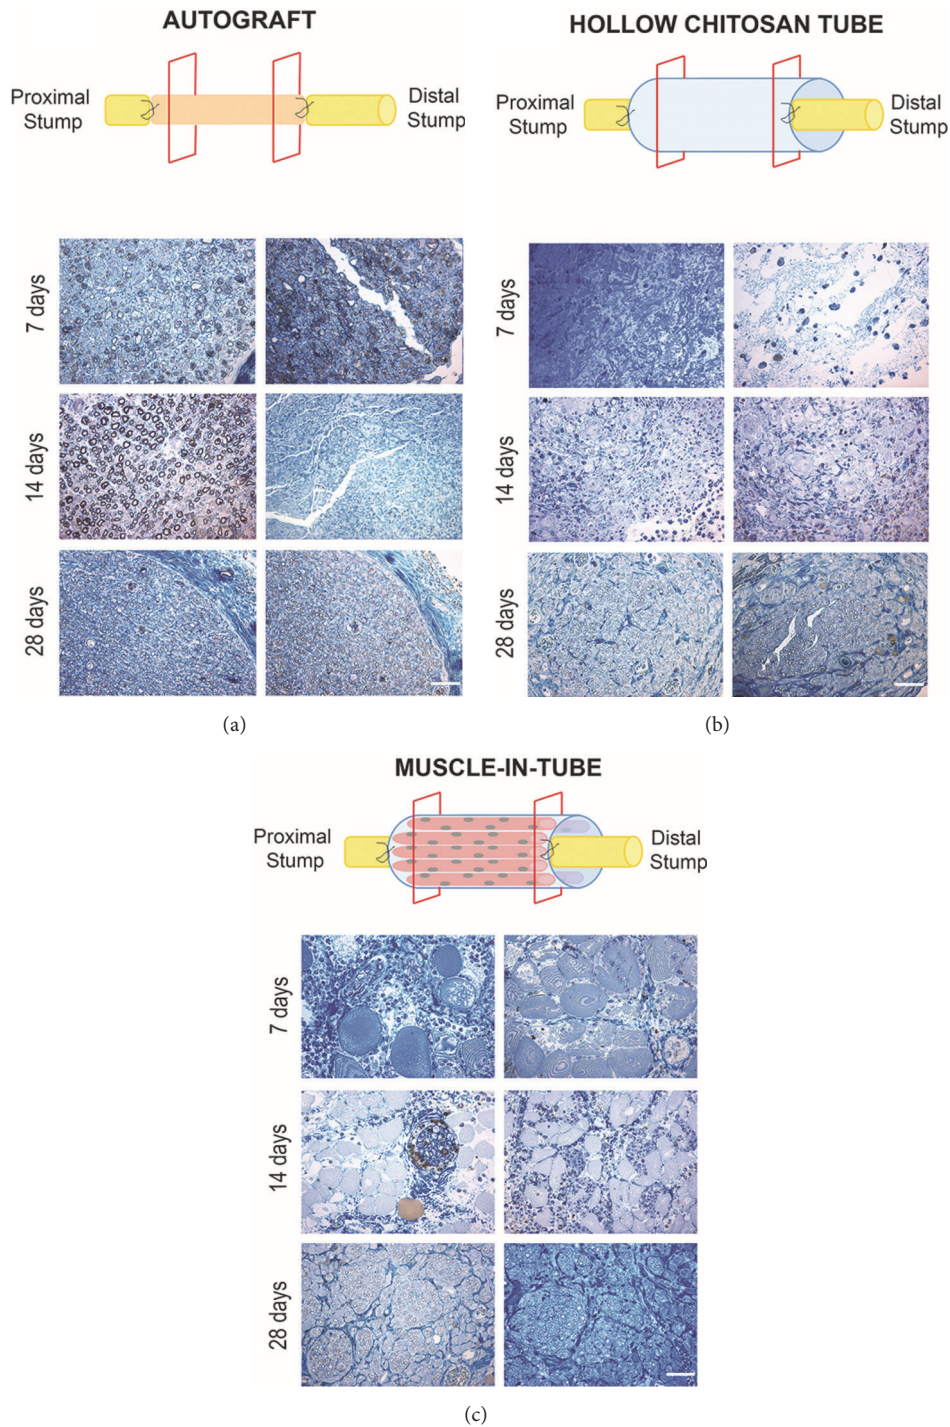 AUTOGRAFT
Proximal
Stump
Distal
Stump
7 days
14 days
28 days
(a)
HOLLOW CHITOSAN TUBE
Proximal
Stump
Distal
Stump
7 days
14 days
28 days
(b)
MUSCLE-IN-TUBE
Proximal
Stump
Distal
Stump
7 days
14 days
28 days
(c)